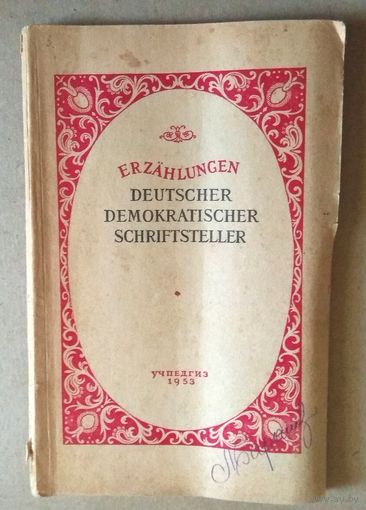 ERZÄHLUNGEN
DEUTSCHER
DEMOKRATISCHER
SCHRIFTSTELLER
УЧПЕДГИЗ
1953